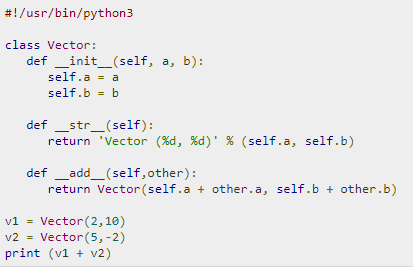 #!/usr/bin/python3

class Vector:
   def __init__(self, a, b):
      self.a = a
      self.b = b

   def __str__(self):
      return 'Vector (%d, %d)' % (self.a, self.b)

   def __add__(self,other):
      return Vector(self.a + other.a, self.b + other.b)

v1 = Vector(2,10)
v2 = Vector(5,-2)
print (v1 + v2)